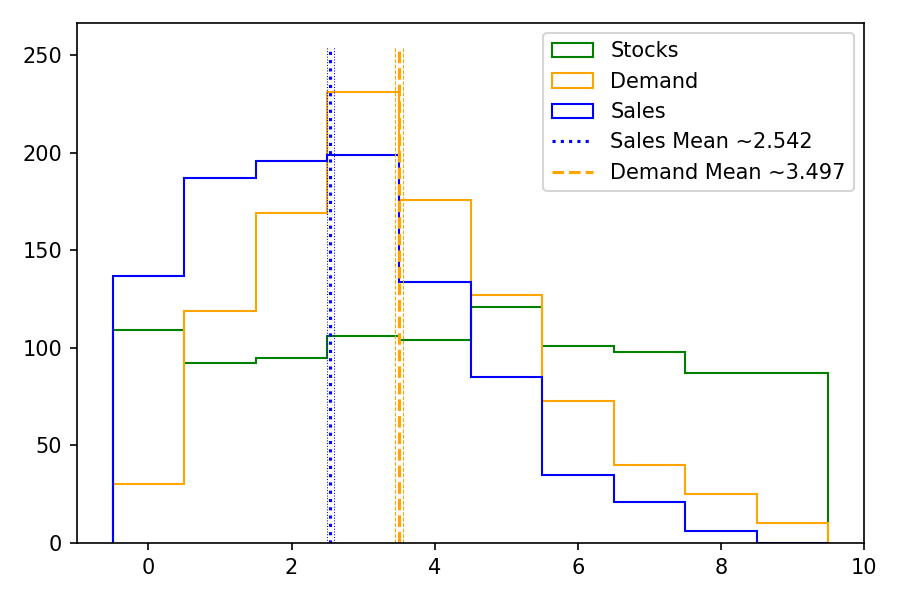 Stocks
Demand
Sales
Sales Mean ~2.542
Demand Mean ~3.497
250
200
150
100
50
0
0 2 4 6 8 10